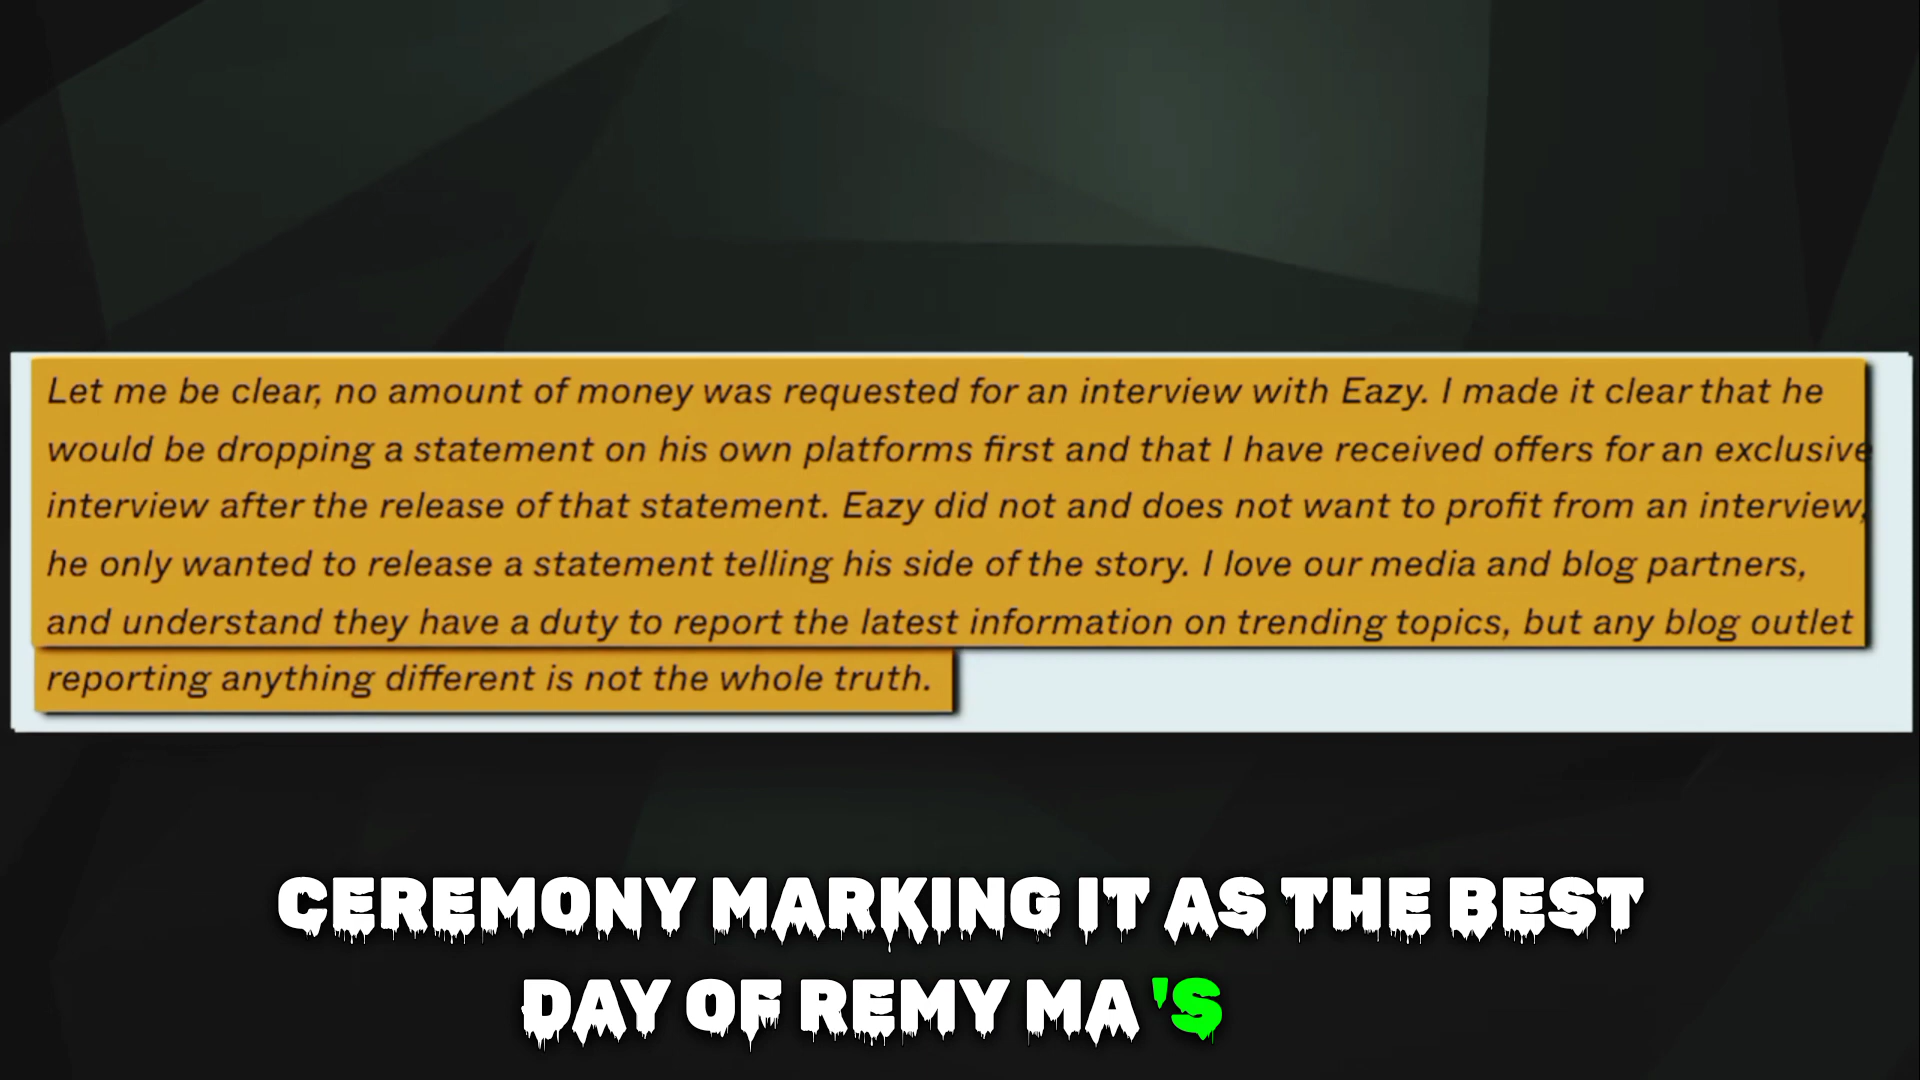 Let me be clear, no amount of money was requested for an interview with Eazy. I made it clear that he
would be dropping a statement on his own platforms first and that I have received offers for an exclusive
interview after the release of that statement. Eazy did not and does not want to profit from an interview,
he only wanted to release a statement telling his side of the story. I love our media and blog partners,
and understand they have a duty to report the latest information on trending topics, but any blog outlet
reporting anything different is not the whole truth.
CEREMONY MARKING IT AS THE BEST
DAY OF REMY MA'S